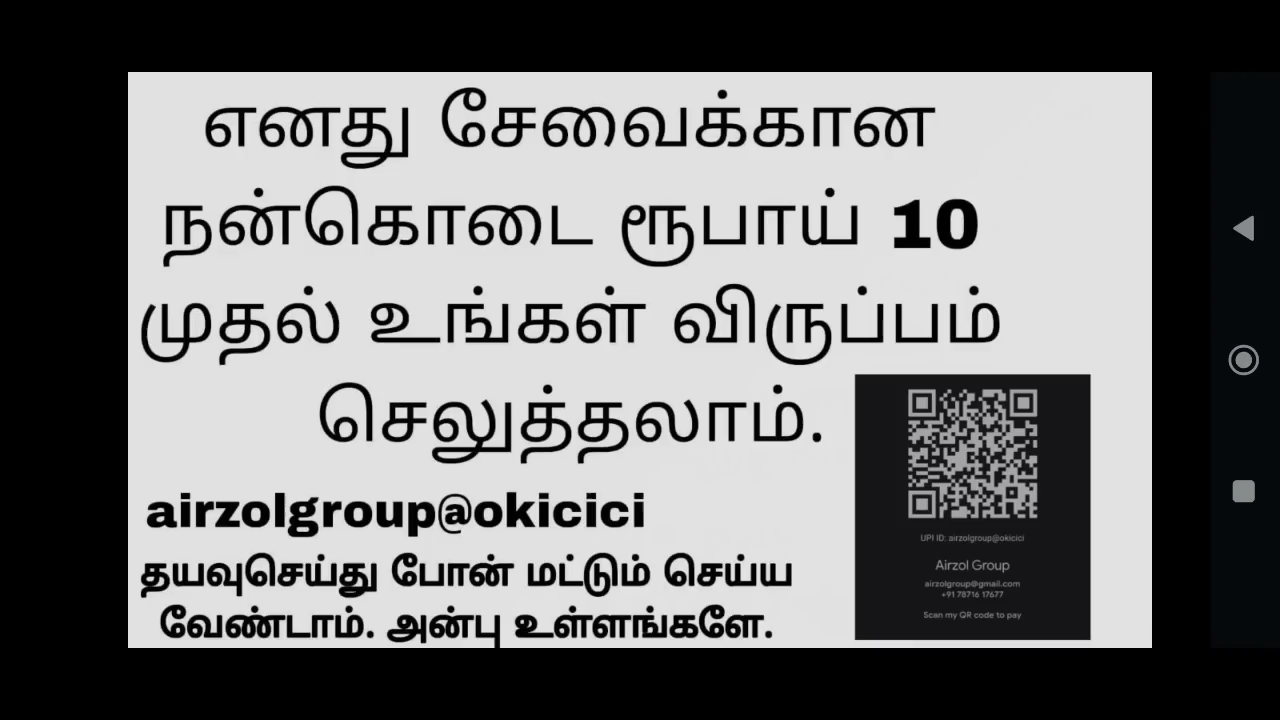 எனது சேவைக்கான
நன்கொடை ரூபாய் 10
முதல் உங்கள் விருப்பம்
செலுத்தலாம்.
airzolgroup@okicici
தயவுசெய்து போன் மட்டும் செய்ய
வேண்டாம். அன்பு உள்ளங்களே.
UPI ID: airzolgroup@okicici
Airzol Group
airzolgroup@gmail.com
+91 78716 17677
Scan my QR code to pay